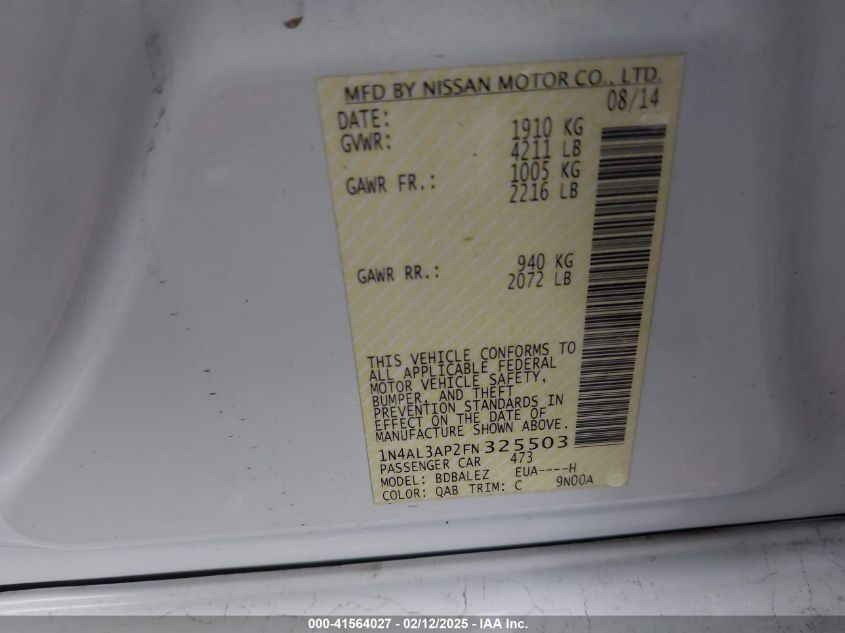 MFD BY NISSAN MOTOR CO., LTD.
DATE: 08/14
GVWR: 1910 KG
4211 LB
GAWR FR.: 1005 KG
2216 LB
GAWR RR.: 940 KG
2072 LB
THIS VEHICLE CONFORMS TO
ALL APPLICABLE FEDERAL
MOTOR VEHICLE SAFETY,
BUMPER, AND THEFT
PREVENTION STANDARDS IN
EFFECT ON THE DATE OF
MANUFACTURE SHOWN ABOVE.
1N4AL3AP2FN325503
PASSENGER CAR 473
MODEL: BDBALEZ EUA----H
COLOR: QAB TRIM: C 9N00A
000-41564027 - 02/12/2025 - IAA Inc.